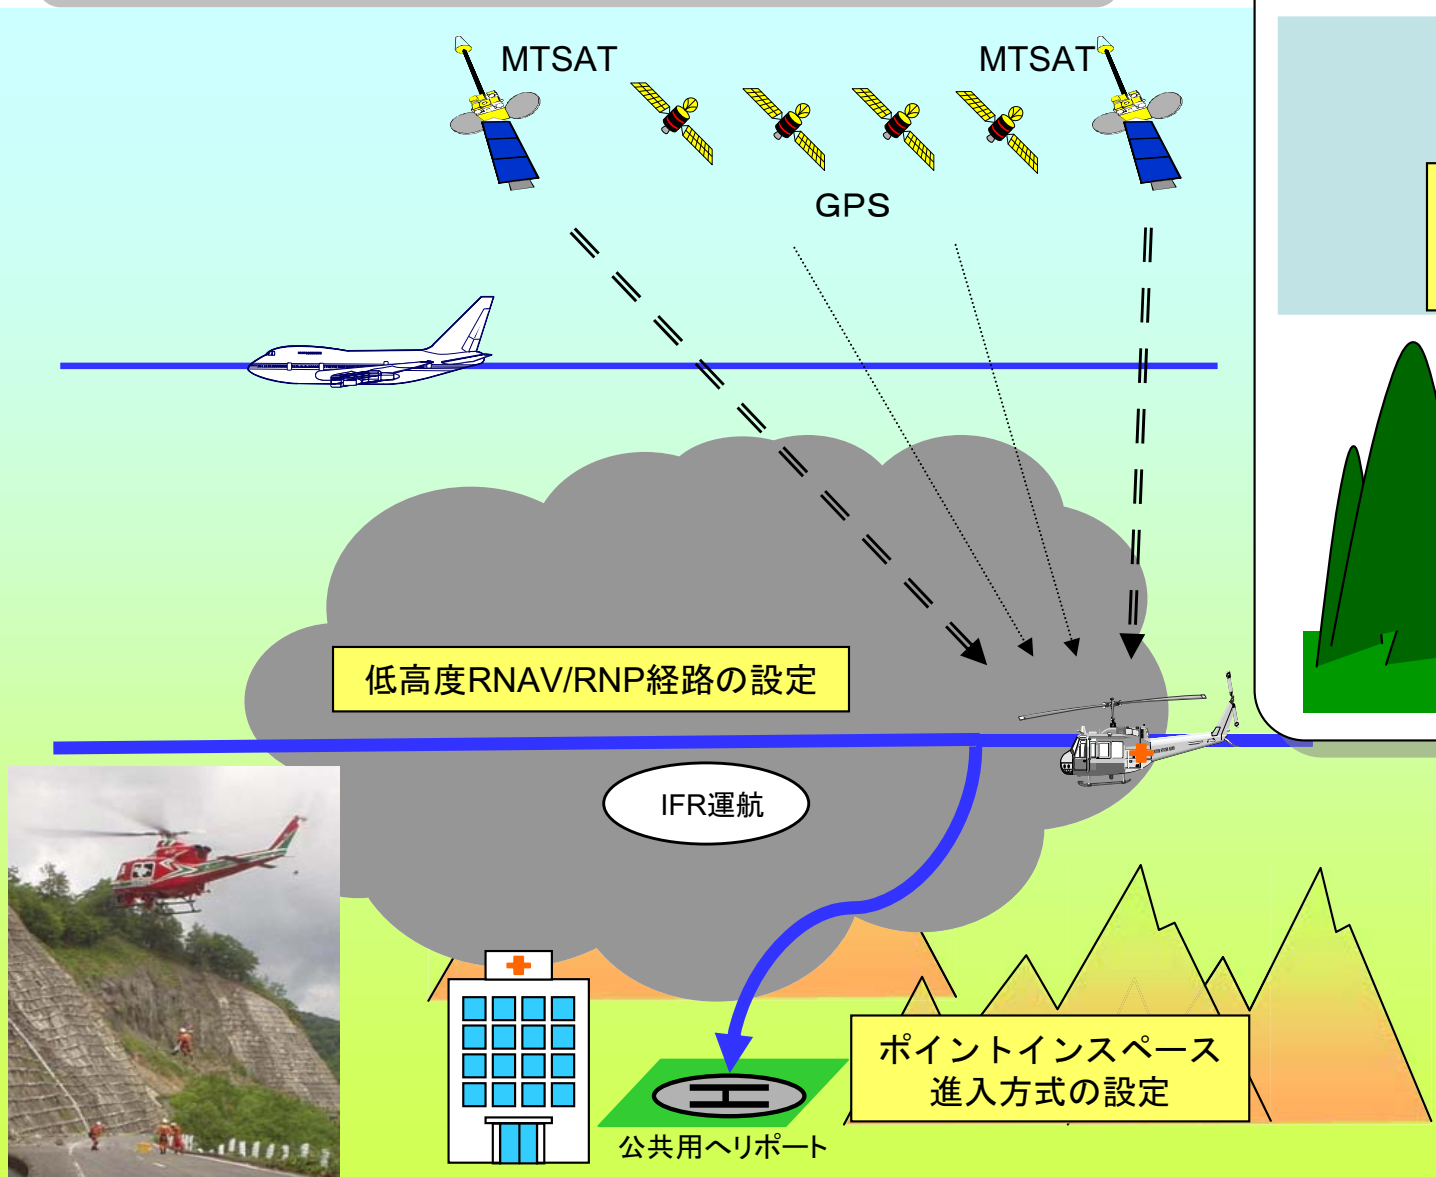 MTSAT
MTSAT
GPS
低高度RNAV/RNP経路の設定
IFR運航
ポイントインスペース
進入方式の設定
公共用ヘリポート